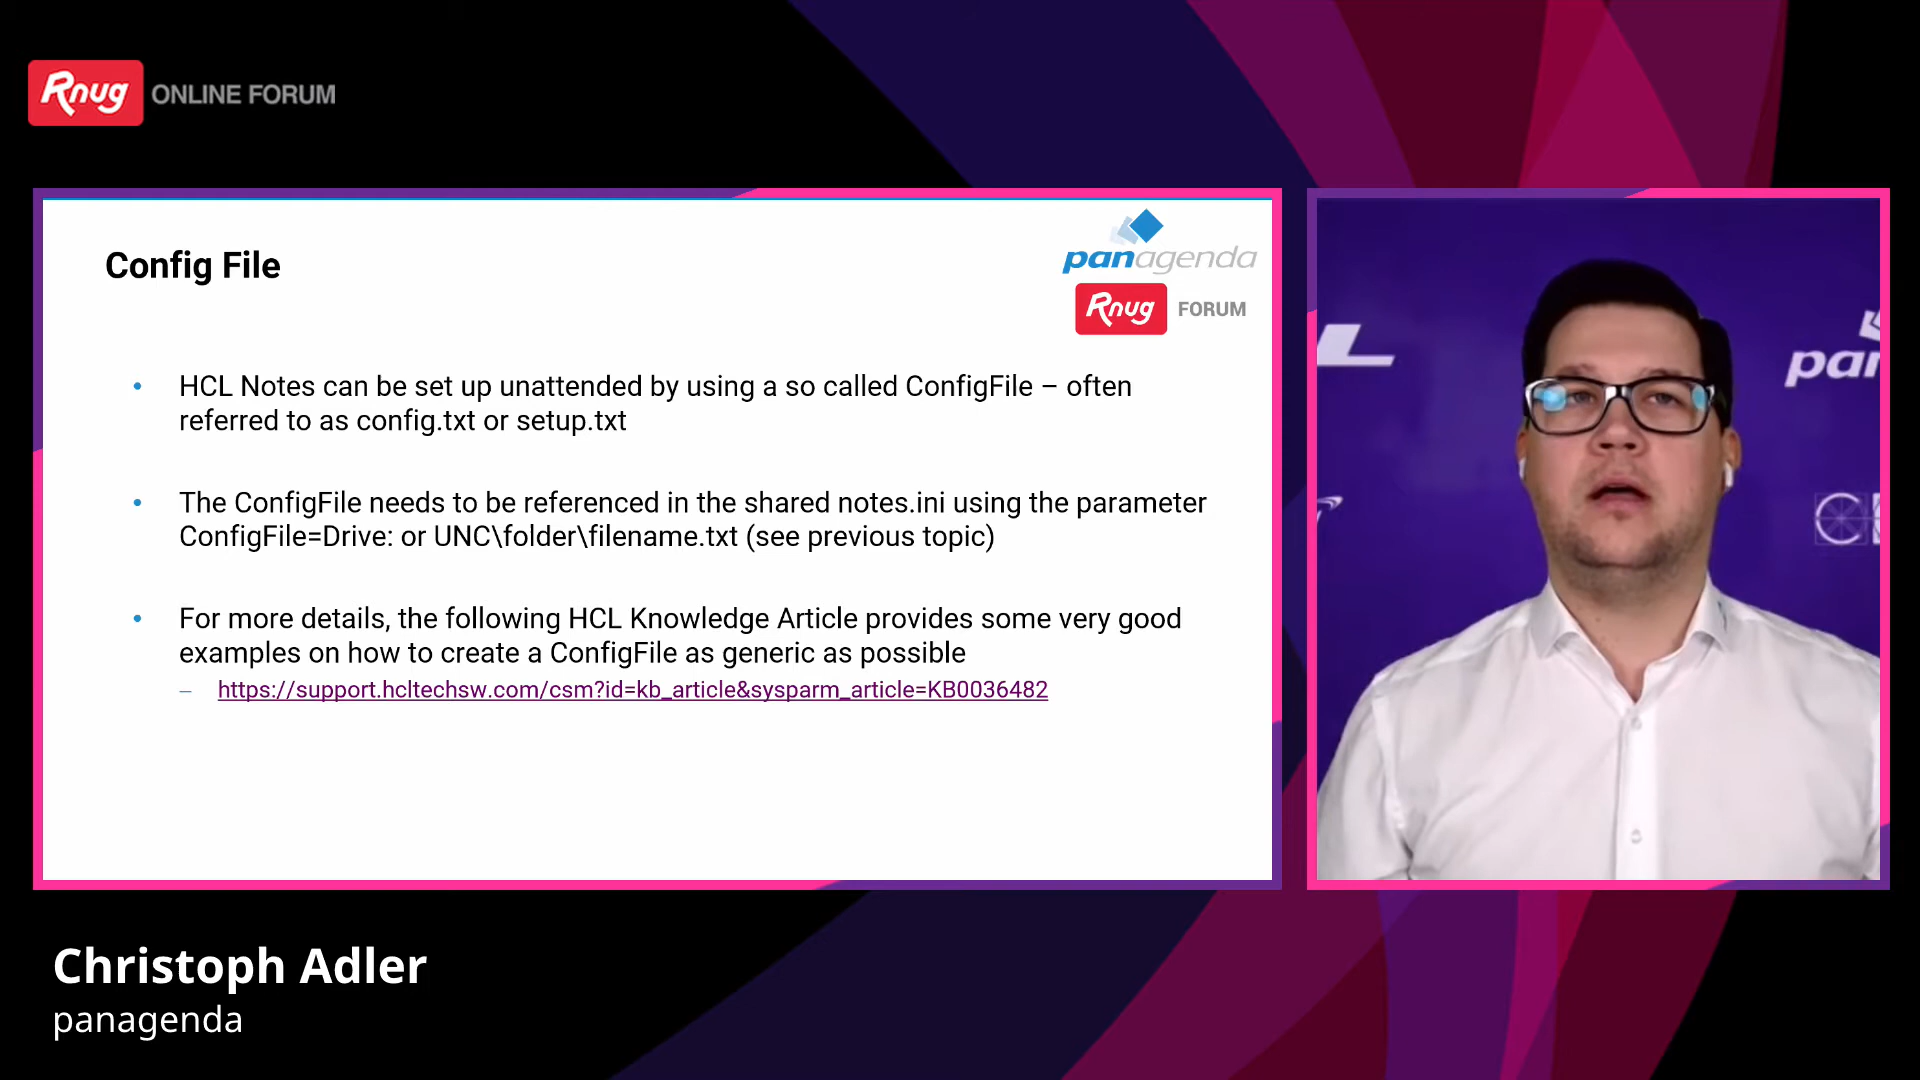 Rnug ONLINE FORUM
Config File
panagenda
Rnug FORUM
• HCL Notes can be set up unattended by using a so called ConfigFile – often
referred to as config.txt or setup.txt
• The ConfigFile needs to be referenced in the shared notes.ini using the parameter
ConfigFile=Drive: or UNC\folder\filename.txt (see previous topic)
• For more details, the following HCL Knowledge Article provides some very good
examples on how to create a ConfigFile as generic as possible
– https://support.hcltechsw.com/csm?id=kb_article&sysparm_article=KB0036482
L
pa
C
Christoph Adler
panagenda